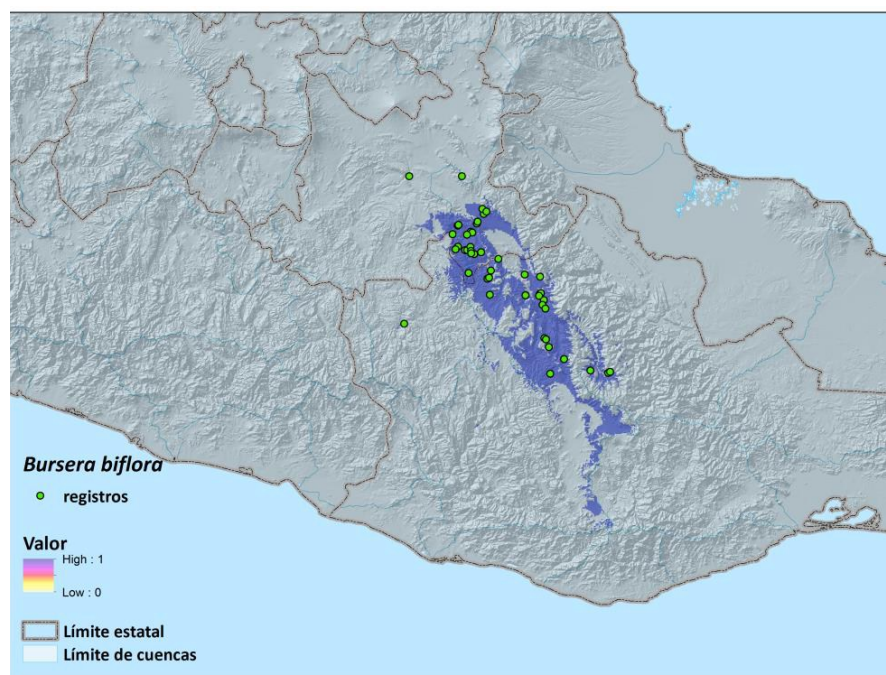 Bursera biflora
registros
Valor
High : 1
Low : 0
Límite estatal
Límite de cuencas